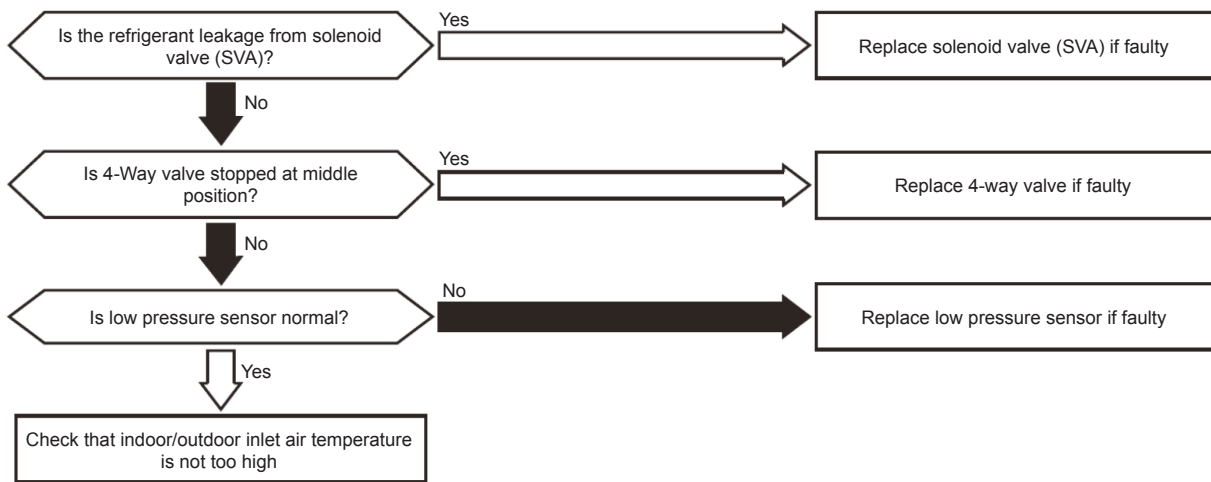 Is the refrigerant leakage from solenoid
valve (SVA)?
Yes
Replace solenoid valve (SVA) if faulty
No
Is 4-Way valve stopped at middle
position?
Yes
Replace 4-way valve if faulty
No
Is low pressure sensor normal?
No
Replace low pressure sensor if faulty
Yes
Check that indoor/outdoor inlet air temperature
is not too high